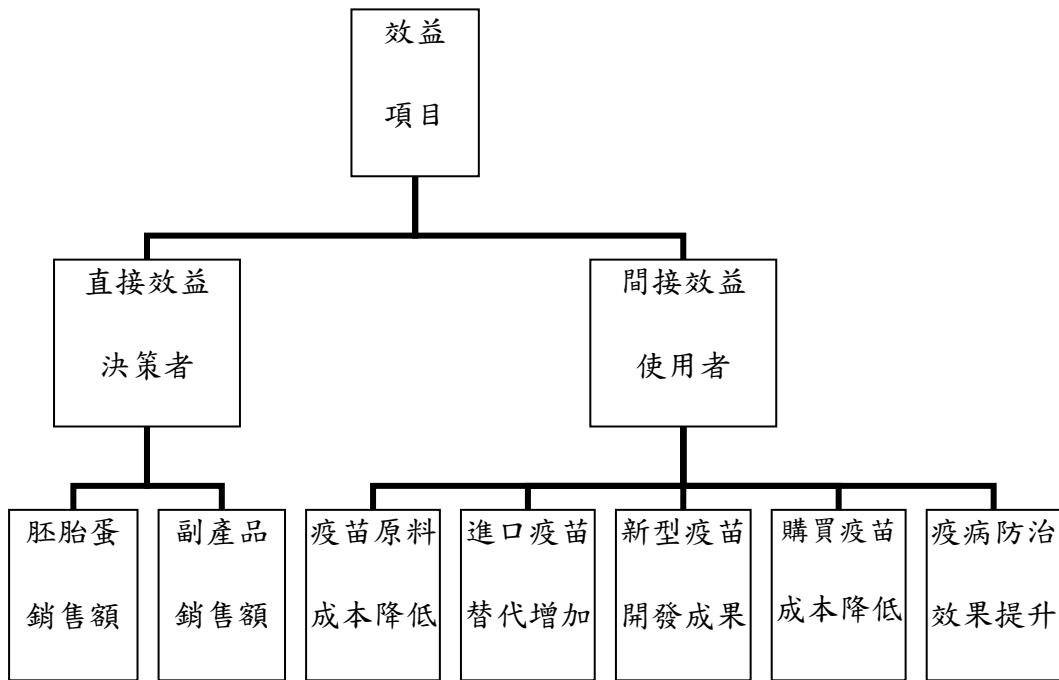 效益
項目
直接效益
決策者
間接效益
使用者
胚胎蛋
銷售額
副產品
銷售額
疫苗原料
成本降低
進口疫苗
替代增加
新型疫苗
開發成果
購買疫苗
成本降低
疫病防治
效果提升